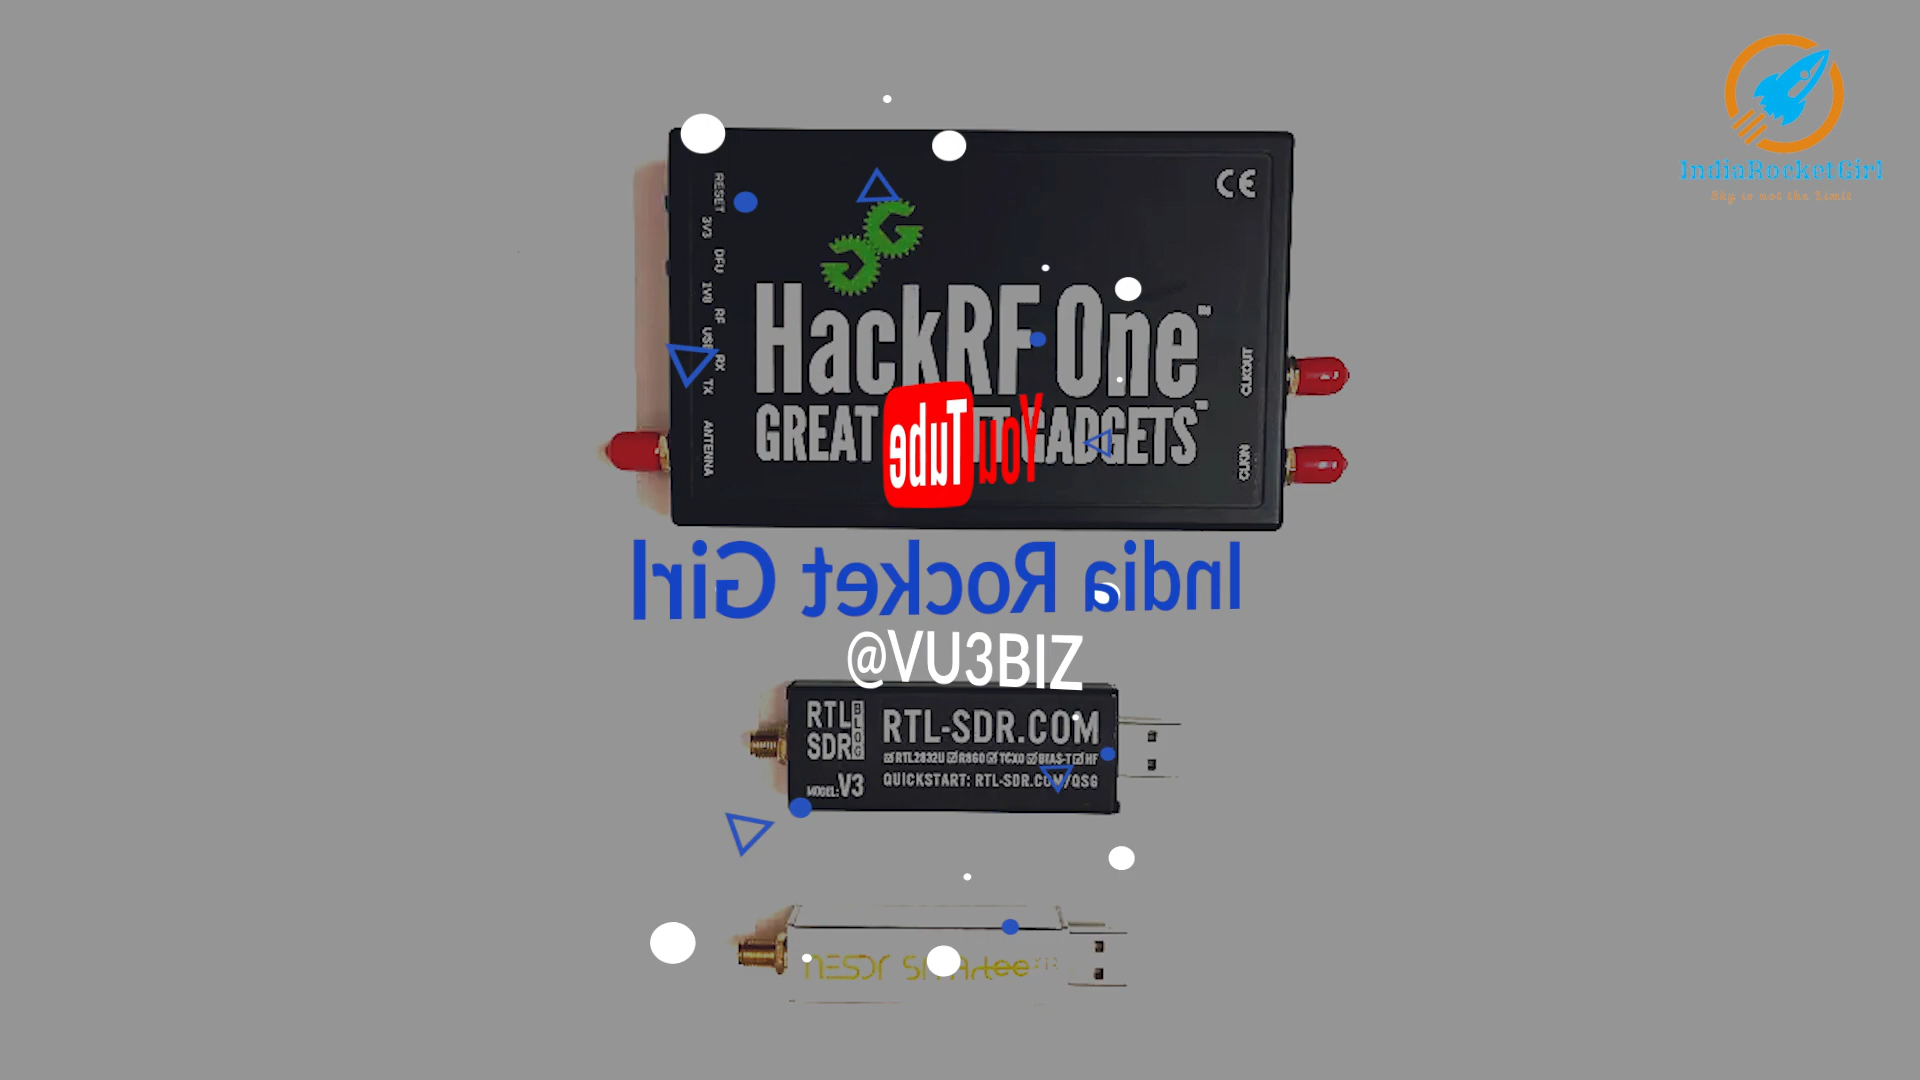 IndiaRocketGirl
Sky is not the Limit
CE
RESET
3V3
DFU
1V8
RF
USB
RX
TX
ANTENNA
HackRF One™
GREAT GADGETS™
CLKOUT
CLKIN
YouTube
India Rocket Girl
@VU3BIZ
RTL SDR BLOG
MODEL: V3
RTL-SDR.COM
RTL2832U R860 TCXO BIAS-T HF
QUICKSTART: RTL-SDR.COM/QSG
NESDR SMArtee